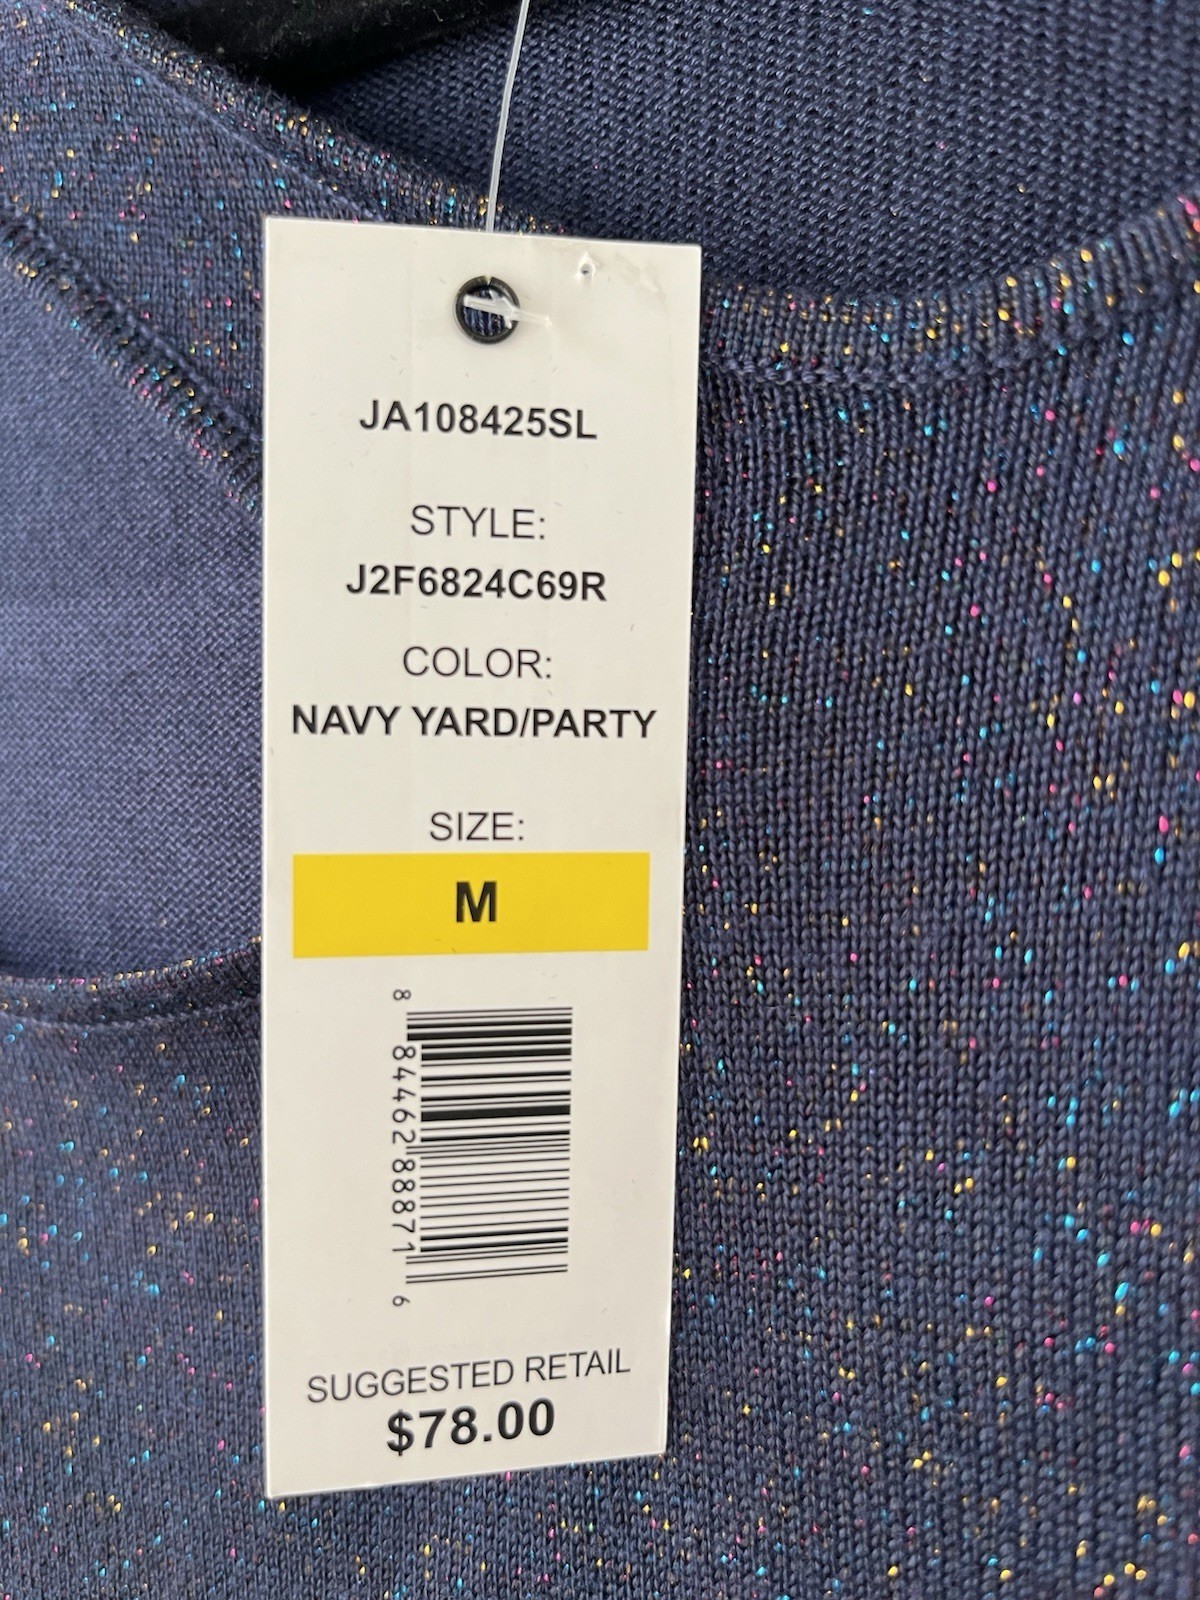 JA108425SL
STYLE:
J2F6824C69R
COLOR:
NAVY YARD/PARTY
SIZE:
M
8 84462 88871 6
SUGGESTED RETAIL
$78.00